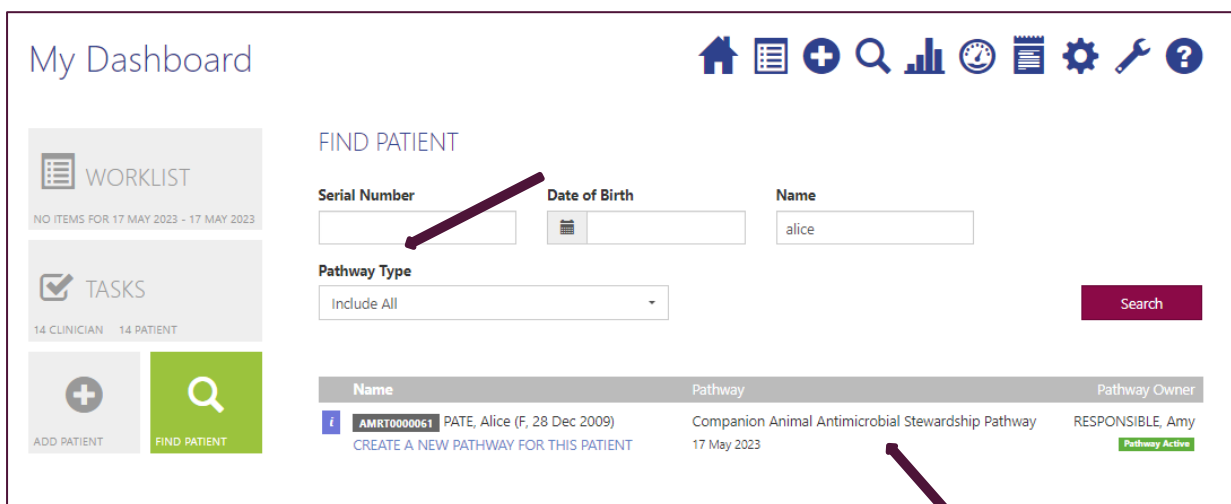 My Dashboard
WORKLIST
NO ITEMS FOR 17 MAY 2023 - 17 MAY 2023
TASKS
14 CLINICIAN 14 PATIENT
ADD PATIENT
FIND PATIENT
FIND PATIENT
Serial Number Date of Birth Name
alice
Pathway Type
Include All
Search
Name Pathway Pathway Owner
i AMRT0000061 PATE, Alice (F, 28 Dec 2009) Companion Animal Antimicrobial Stewardship Pathway RESPONSIBLE, Amy
CREATE A NEW PATHWAY FOR THIS PATIENT 17 May 2023 Pathway Active